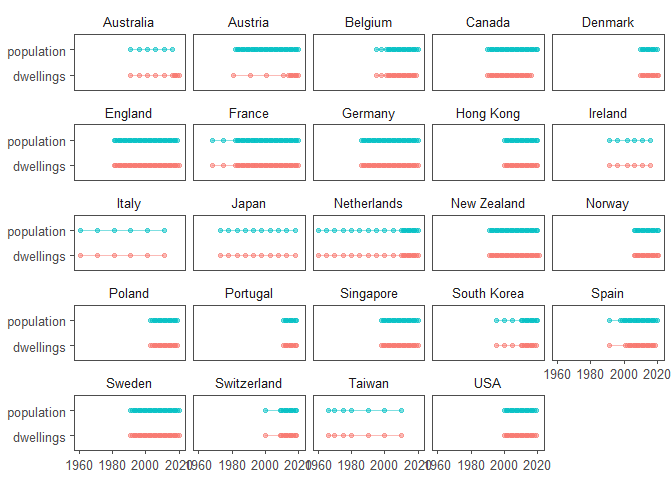 Australia Austria Belgium Canada Denmark
population
dwellings
England France Germany Hong Kong Ireland
population
dwellings
Italy Japan Netherlands New Zealand Norway
population
dwellings
Poland Portugal Singapore South Korea Spain
population
dwellings
1960 1980 2000 2020
Sweden Switzerland Taiwan USA
population
dwellings
1960 1980 2000 2020 1960 1980 2000 2020 1960 1980 2000 2020 1960 1980 2000 2020